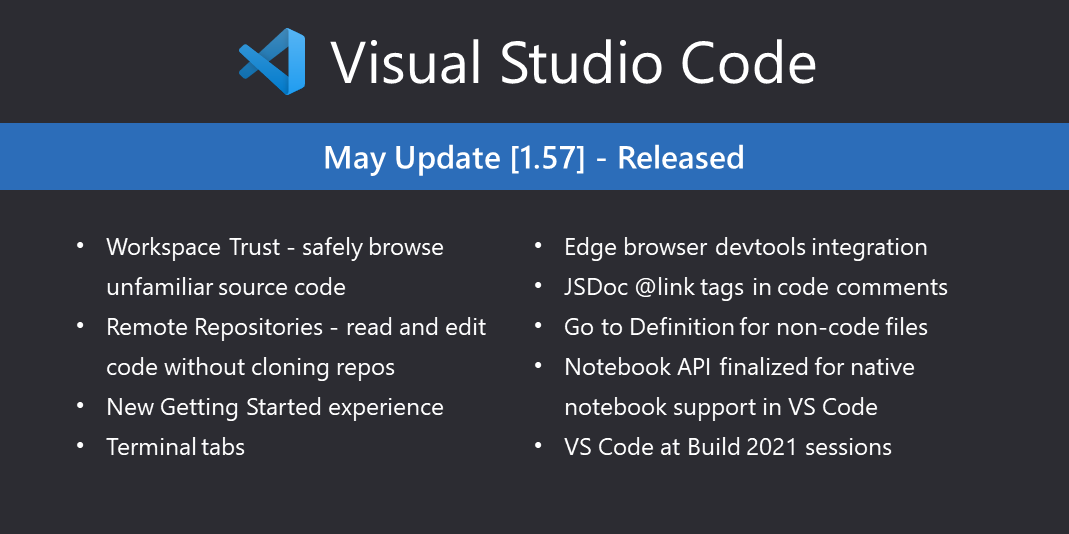 Visual Studio Code
May Update [1.57] - Released
• Workspace Trust - safely browse
unfamiliar source code
• Remote Repositories - read and edit
code without cloning repos
• New Getting Started experience
• Terminal tabs
• Edge browser devtools integration
• JSDoc @link tags in code comments
• Go to Definition for non-code files
• Notebook API finalized for native
notebook support in VS Code
• VS Code at Build 2021 sessions